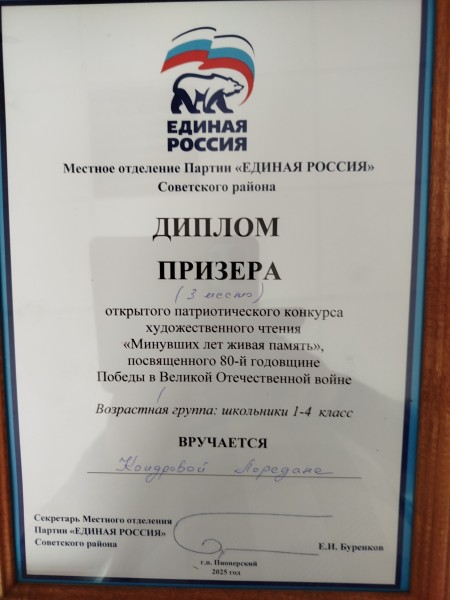 ЕДИНАЯ
РОССИЯ
Местное отделение Партии «ЕДИНАЯ РОССИЯ»
Советского района
ДИПЛОМ
ПРИЗЕРА
(3 место)
открытого патриотического конкурса
художественного чтения
«Минувших лет живая память»,
посвященного 80-й годовщине
Победы в Великой Отечественной войне
Возрастная группа: школьники 1-4 класс
ВРУЧАЕТСЯ
Кондровой Лоредане
Секретарь Местного отделения
Партии «ЕДИНАЯ РОССИЯ»
Советского района
Е.И. Буренков
г.п. Пионерский
2025 год